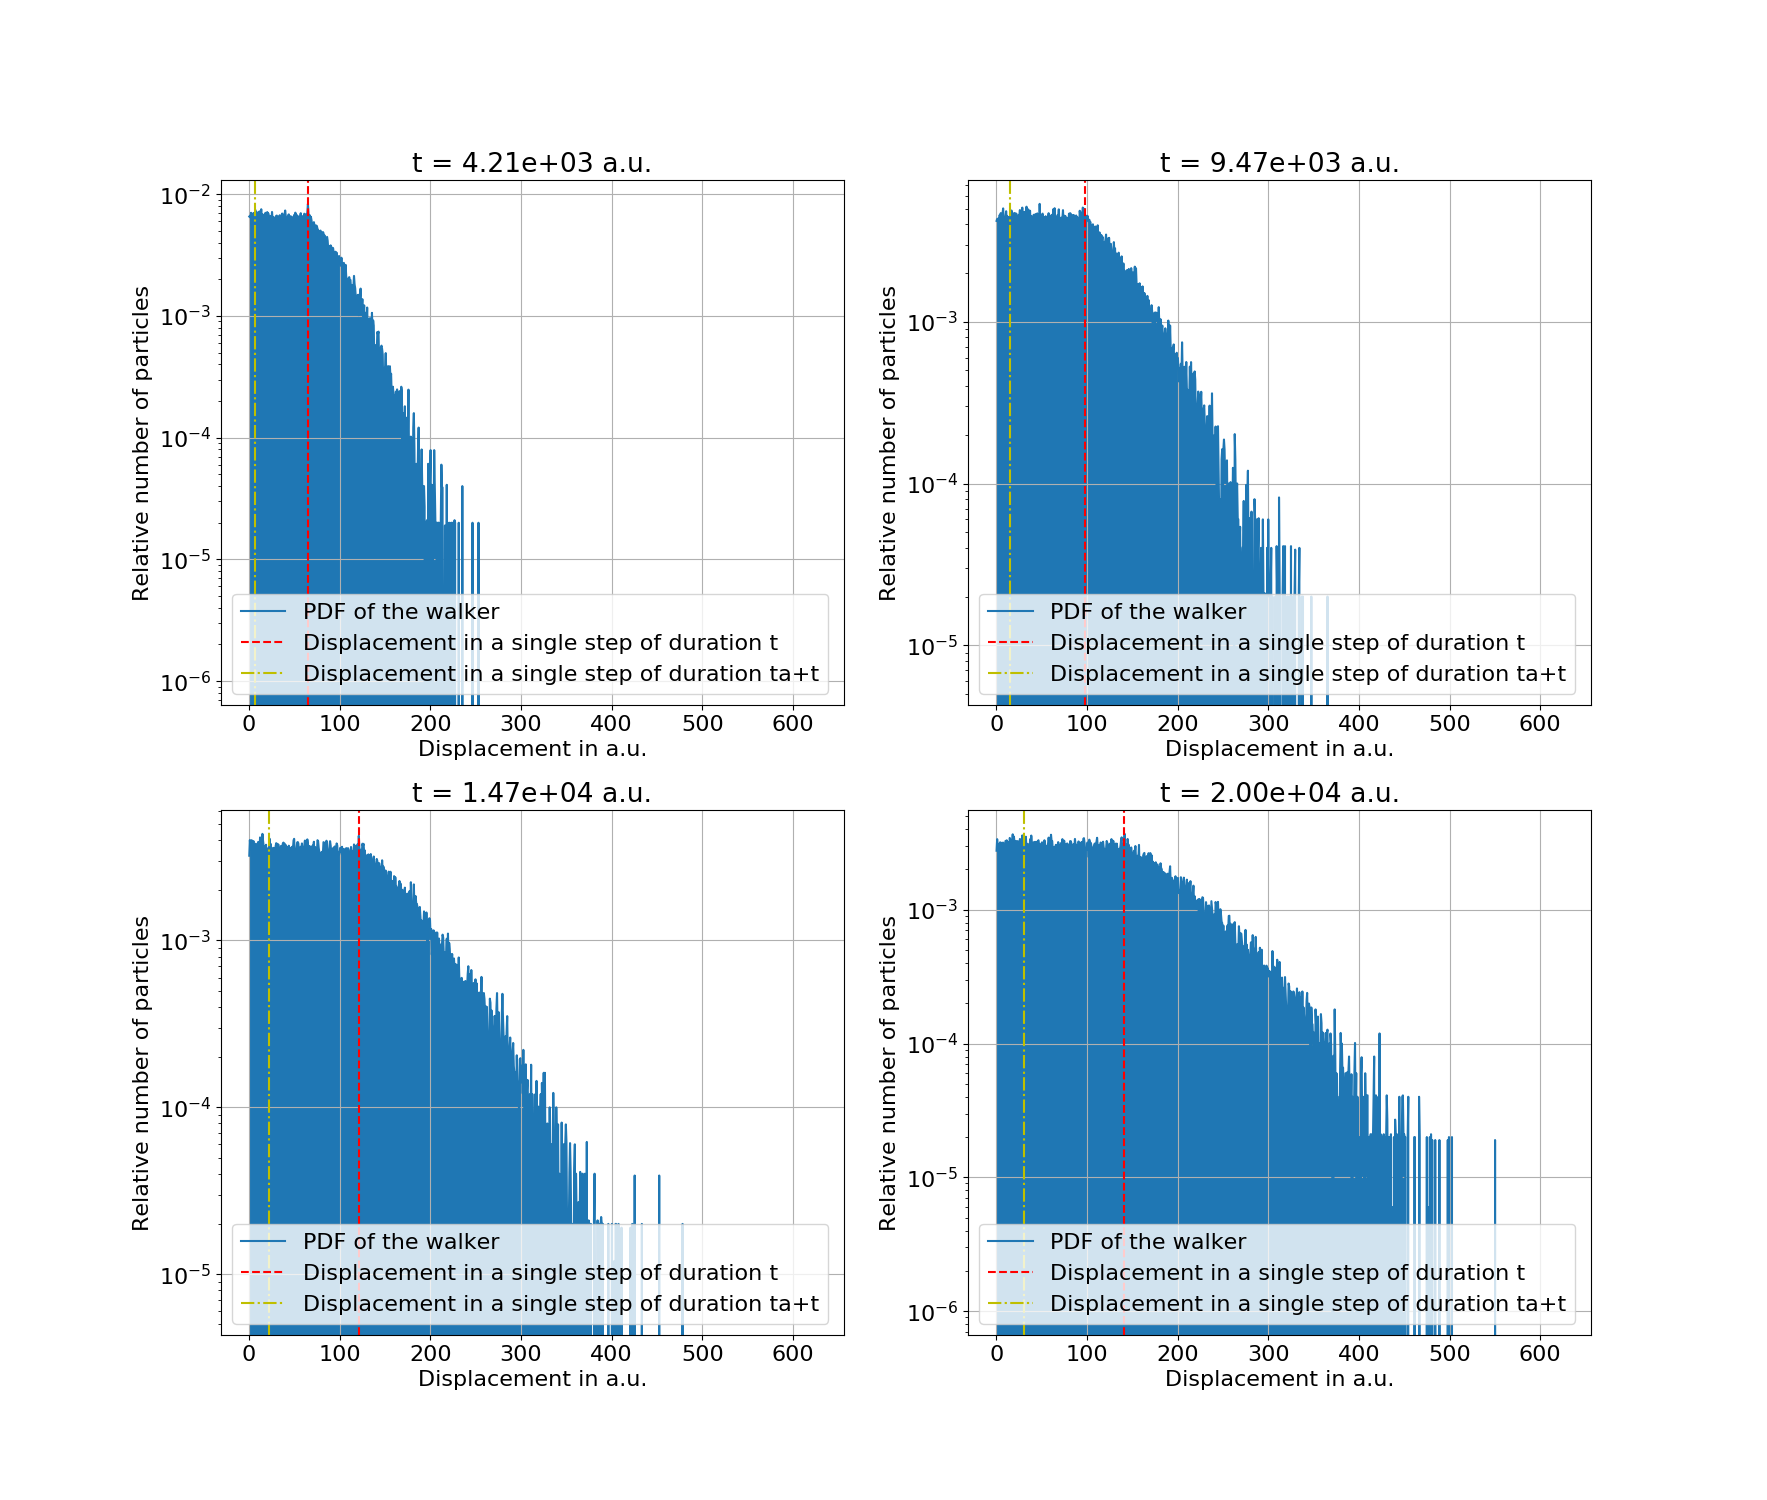 t = 4.21e+03 a.u.
Relative number of particles
10⁻²
10⁻³
10⁻⁴
10⁻⁵
10⁻⁶
PDF of the walker
Displacement in a single step of duration t
Displacement in a single step of duration ta+t
0 100 200 300 400 500 600
Displacement in a.u.
t = 9.47e+03 a.u.
Relative number of particles
10⁻³
10⁻⁴
10⁻⁵
PDF of the walker
Displacement in a single step of duration t
Displacement in a single step of duration ta+t
0 100 200 300 400 500 600
Displacement in a.u.
t = 1.47e+04 a.u.
Relative number of particles
10⁻³
10⁻⁴
10⁻⁵
PDF of the walker
Displacement in a single step of duration t
Displacement in a single step of duration ta+t
0 100 200 300 400 500 600
Displacement in a.u.
t = 2.00e+04 a.u.
Relative number of particles
10⁻³
10⁻⁴
10⁻⁵
10⁻⁶
PDF of the walker
Displacement in a single step of duration t
Displacement in a single step of duration ta+t
0 100 200 300 400 500 600
Displacement in a.u.